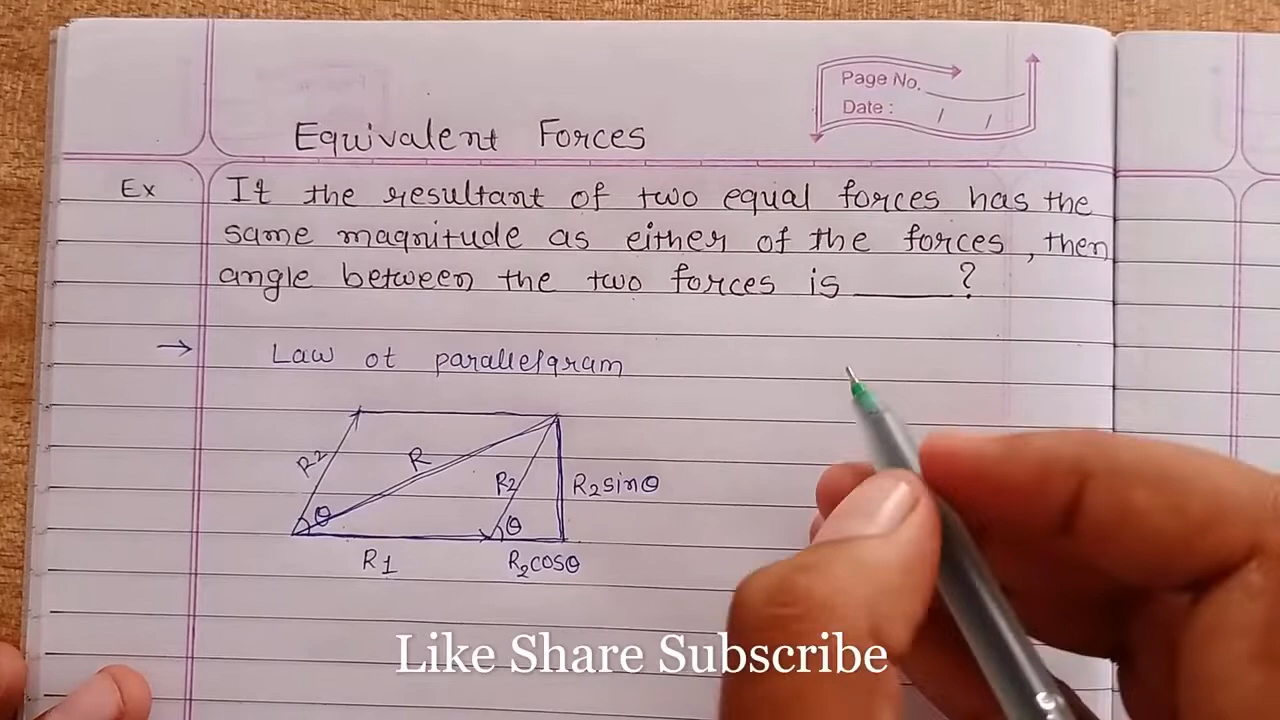 Page No.
Date : / /
Equivalent Forces
Ex
If the resultant of two equal forces has the
same magnitude as either of the forces , then
angle between the two forces is ____ ?
→ Law of parallelgram
R2
R
R2
R2sinθ
θ
θ
R1
R2cosθ
Like Share Subscribe